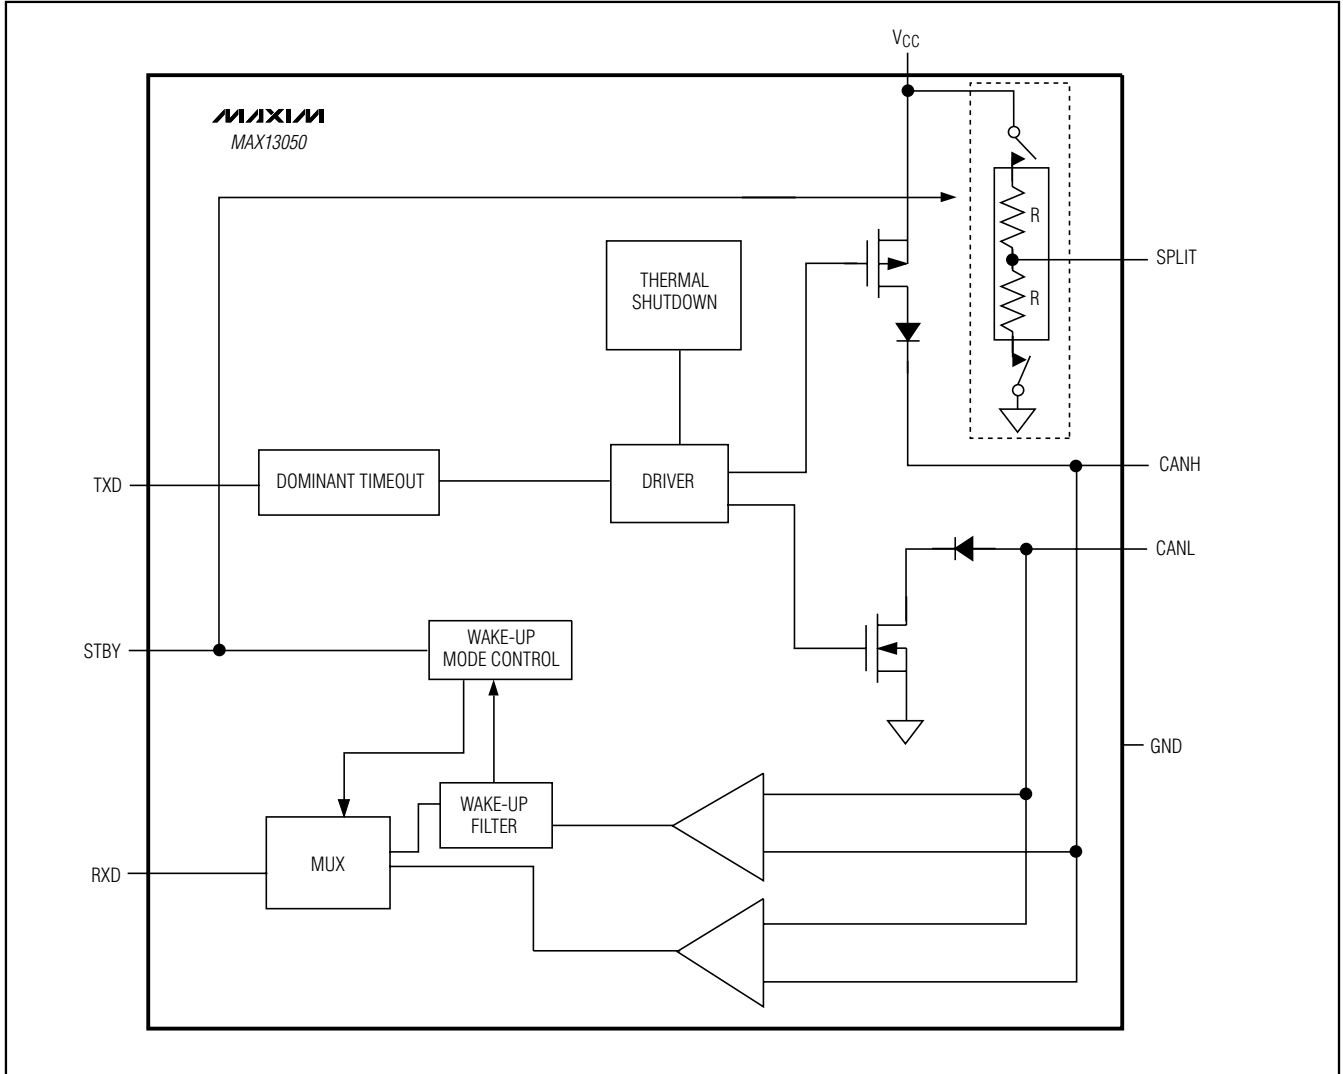 VCC
MAXIM
MAX13050
R
THERMAL
SHUTDOWN
SPLIT
R
TXD
DOMINANT TIMEOUT
DRIVER
CANH
CANL
STBY
WAKE-UP
MODE CONTROL
GND
WAKE-UP
FILTER
RXD
MUX